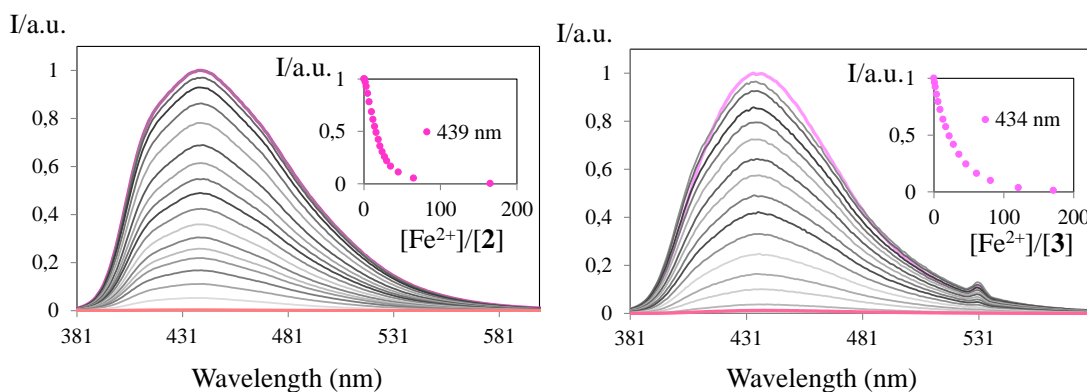 I/a.u.
1
0,8
0,6
0,4
0,2
0
381 431 481 531 581
Wavelength (nm)
I/a.u.
1
0,5
0
0 100 200
439 nm
[Fe²⁺]/[2]
I/a.u.
1
0,8
0,6
0,4
0,2
0
381 431 481 531
Wavelength (nm)
I/a.u.
1
0,5
0
0 100 200
434 nm
[Fe²⁺]/[3]